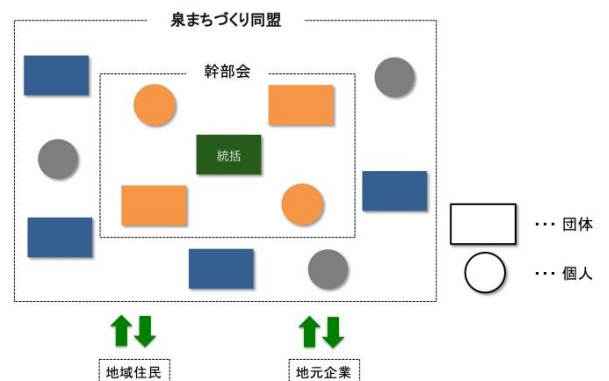 泉まちづくり同盟
幹部会
統括
… 団体
… 個人
地域住民
地元企業